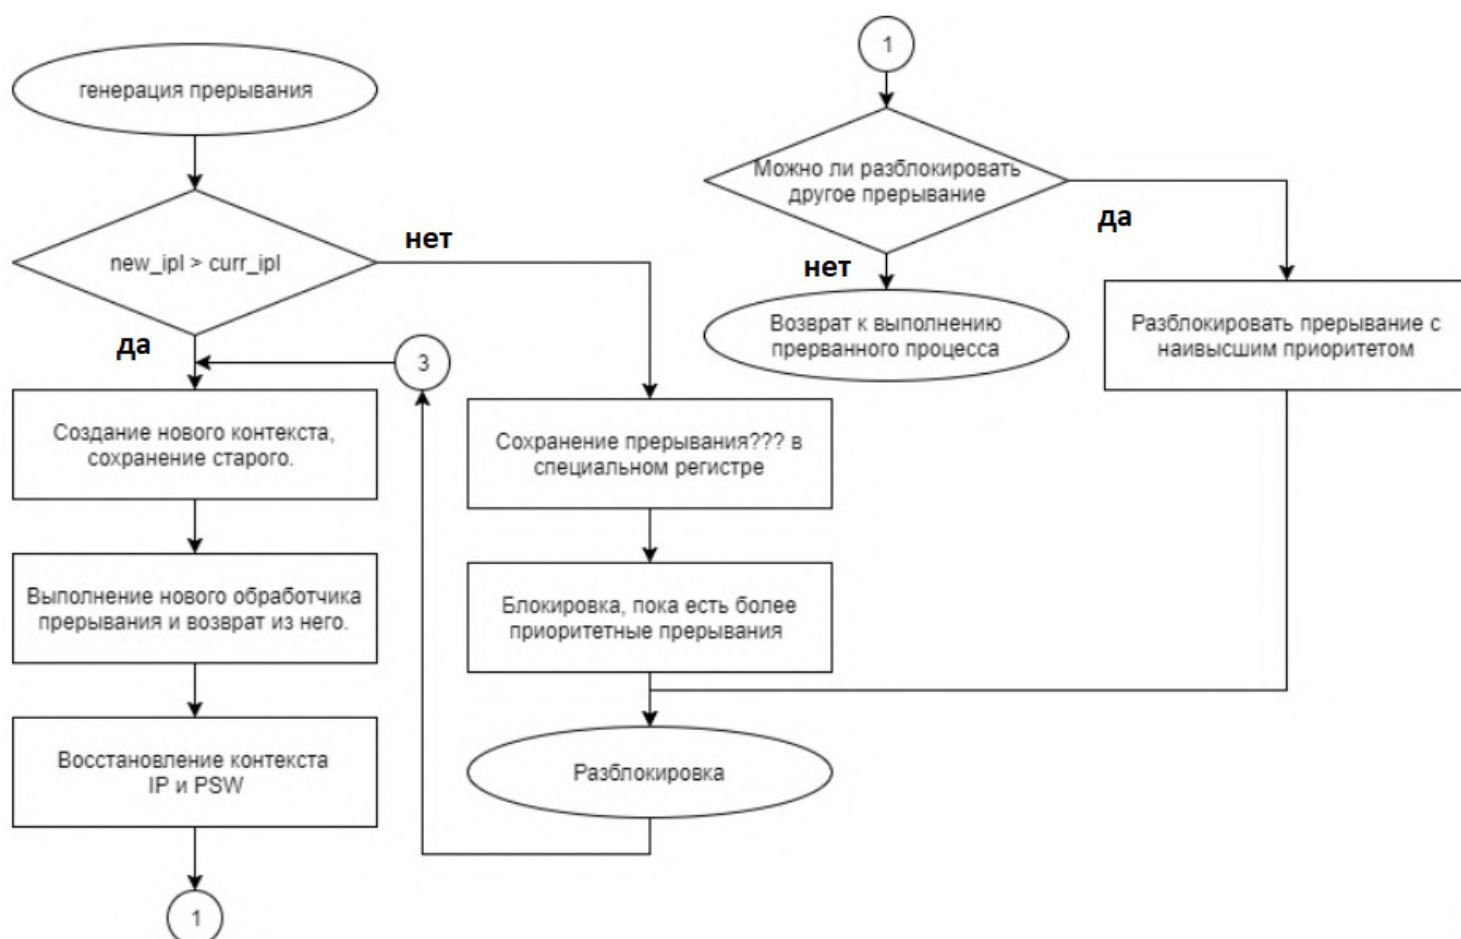 генерация прерывания
new_ipl > curr_ipl
нет
да
3
Создание нового контекста,
сохранение старого.
Выполнение нового обработчика
прерывания и возврат из него.
Восстановление контекста
IP и PSW
1
Сохранение прерывания??? в
специальном регистре
Блокировка, пока есть более
приоритетные прерывания
Разблокировка
1
Можно ли разблокировать
другое прерывание
да
нет
Возврат к выполнению
прерванного процесса
Разблокировать прерывание с
наивысшим приоритетом